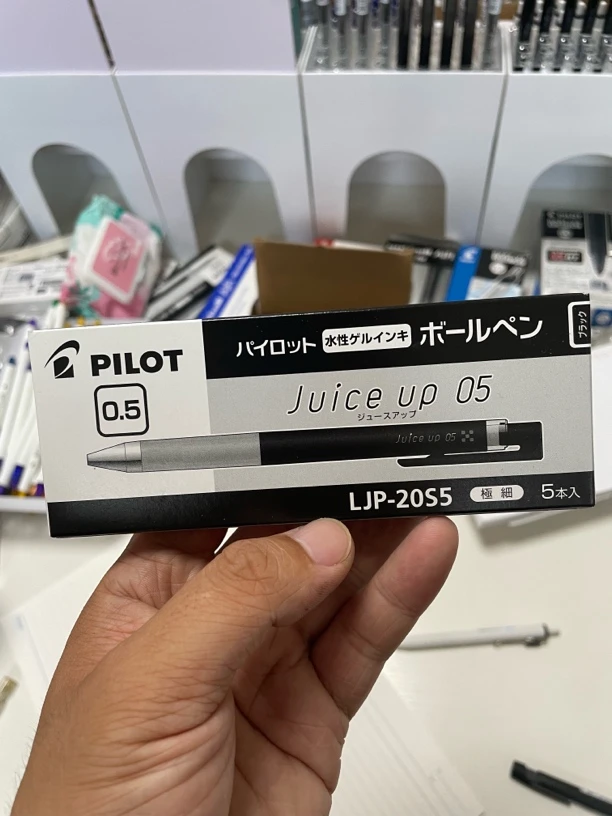 PILOT
0.5
パイロット 水性ゲルインキ ボールペン
ブラック
Juice up 05
ジュースアップ
Juice up 05
LJP-20S5 極細 5本入